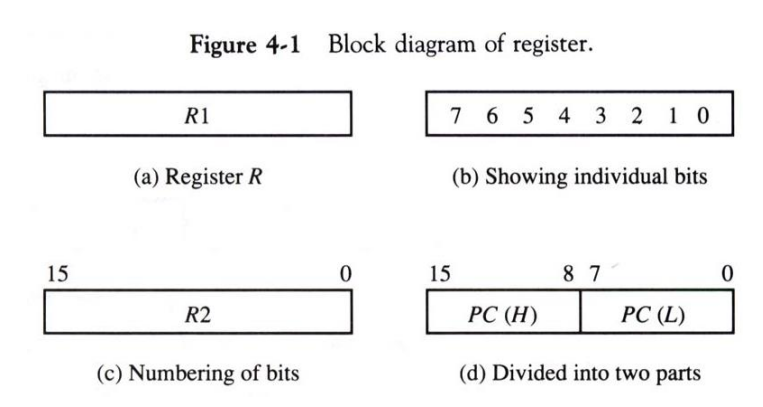 Figure 4-1 Block diagram of register.
R1
7 6 5 4 3 2 1 0
(a) Register R
(b) Showing individual bits
15 0
15 8 7 0
R2
PC (H) PC (L)
(c) Numbering of bits
(d) Divided into two parts